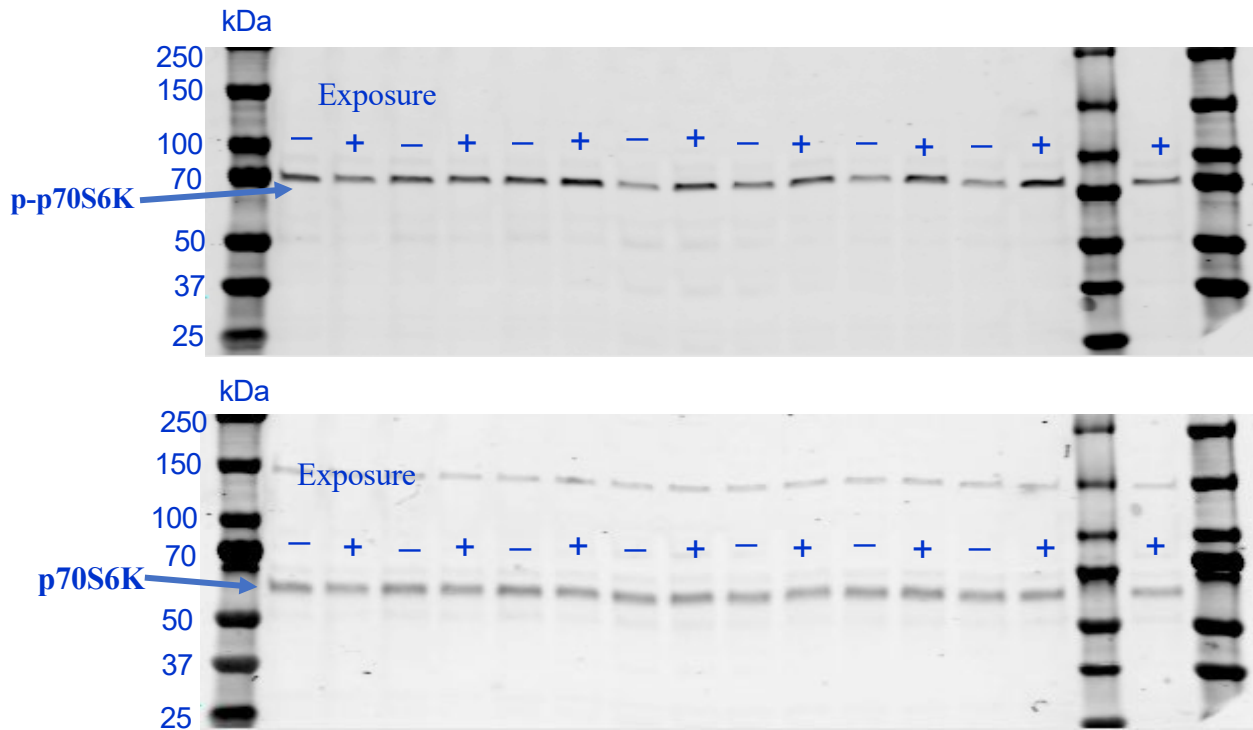 kDa
250
150
Exposure
100
– + – + – + – + – + – + – + +
70
p-p70S6K
50
37
25
kDa
250
150
Exposure
100
– + – + – + – + – + – + – + +
70
p70S6K
50
37
25